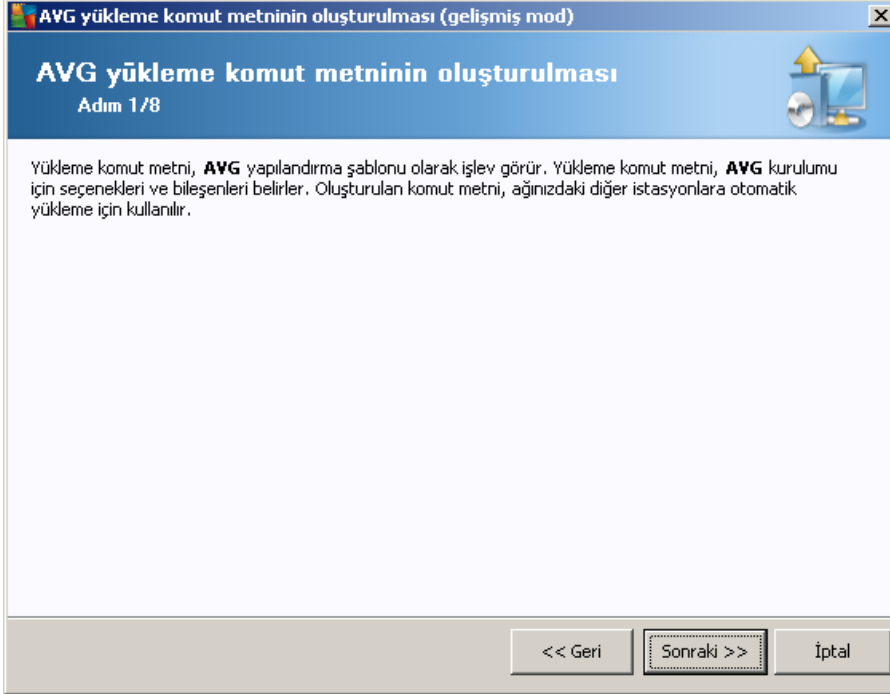 AVG yükleme komut metninin oluşturulması (gelişmiş mod)
AVG yükleme komut metninin oluşturulması
Adım 1/8
Yükleme komut metni, AVG yapılandırma şablonu olarak işlev görür. Yükleme komut metni, AVG kurulumu
için seçenekleri ve bileşenleri belirler. Oluşturulan komut metni, ağınızdaki diğer istasyonlara otomatik
yükleme için kullanılır.
<< Geri
Sonraki >>
İptal